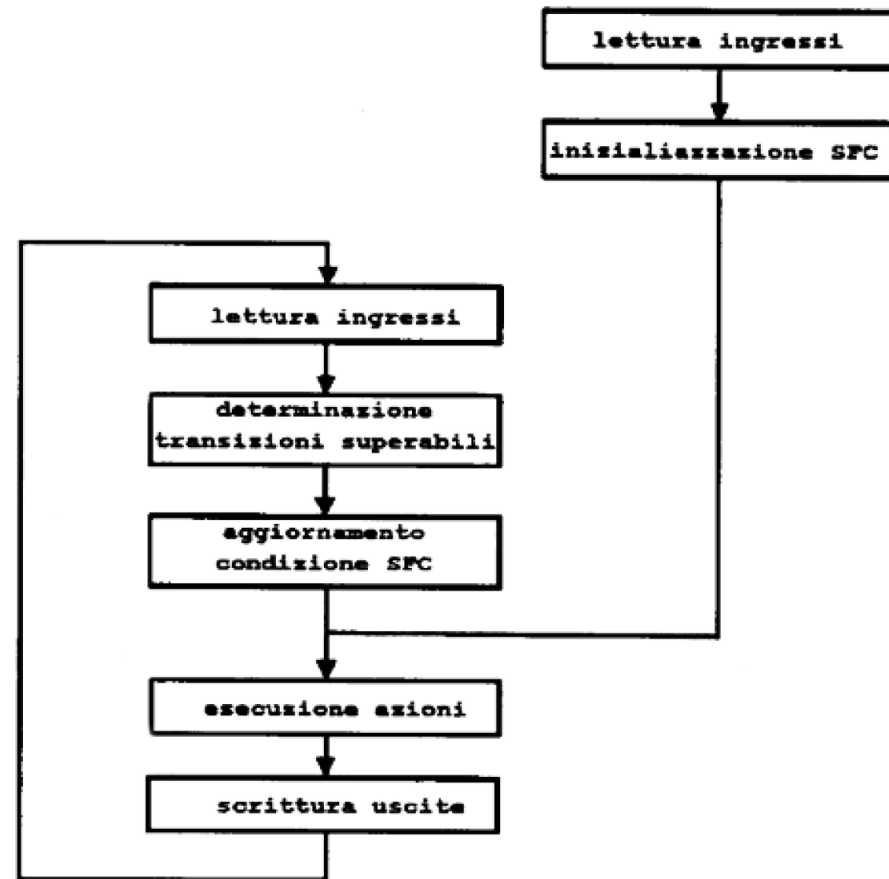 lettura ingressi
inizialiazzazione SFC
lettura ingressi
determinazione
transizioni superabili
aggiornamento
condizione SFC
esecuzione azioni
scrittura uscite